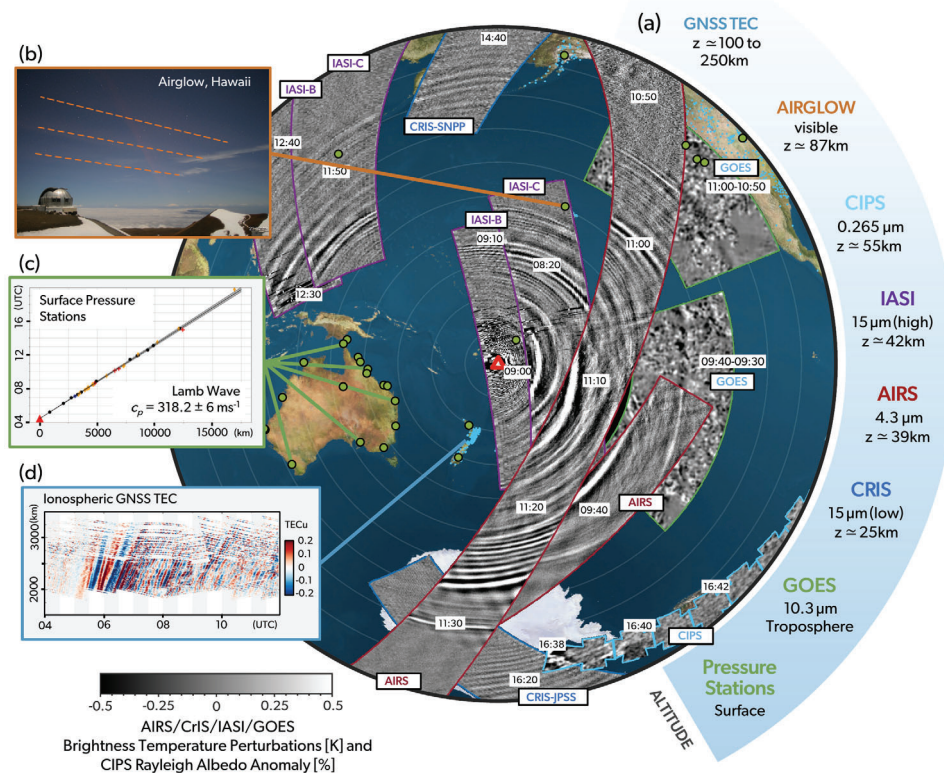 (a)
GNSS TEC
z ≃100 to
250km
AIRGLOW
visible
z ≃ 87km
CIPS
0.265 µm
z ≃ 55km
IASI
15 µm (high)
z ≃42km
AIRS
4.3 µm
z ≃39km
CRIS
15 µm (low)
z ≃25km
GOES
10.3 µm
Troposphere
Pressure
Stations
Surface
ALTITUDE
(b)
Airglow, Hawaii
(c)
(UTC)
16
12
08
04
Surface Pressure
Stations
Lamb Wave
cp = 318.2 ± 6 ms-1
0
5000
10000
15000
(km)
(d)
Ionospheric GNSS TEC
(km)
3000
2000
TECu
0.2
0.1
0
-0.1
-0.2
04
06
08
10
(UTC)
IASI-C
IASI-B
12:40
11:50
12:30
14:40
CRIS-SNPP
10:50
GOES
11:00-10:50
IASI-C
IASI-B
09:10
08:20
11:00
09:00
09:40-09:30
GOES
11:10
AIRS
11:20
09:40
11:30
16:42
16:40
CIPS
16:38
16:20
AIRS
CRIS-JPSS
-0.5
-0.25
0
0.25
0.5
AIRS/CrIS/IASI/GOES
Brightness Temperature Perturbations [K] and
CIPS Rayleigh Albedo Anomaly [%]